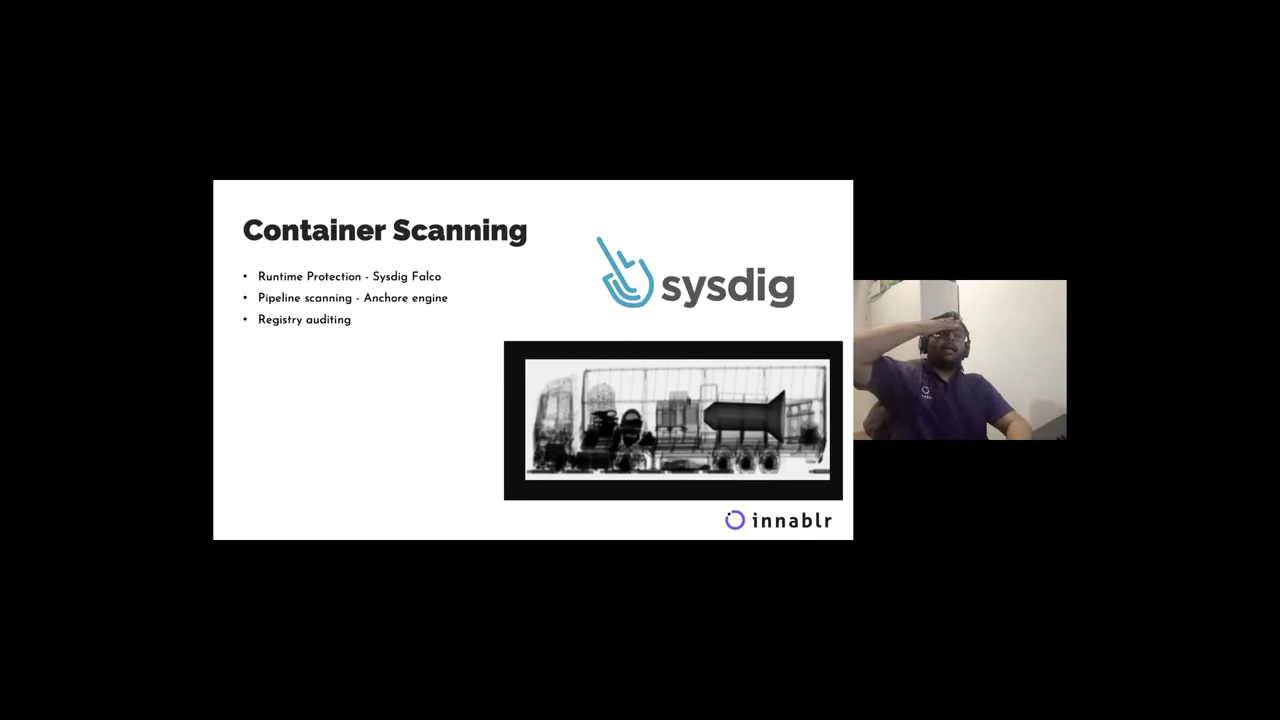 Container Scanning
• Runtime Protection - Sysdig Falco
• Pipeline scanning - Anchore engine
• Registry auditing
sysdig
innablr